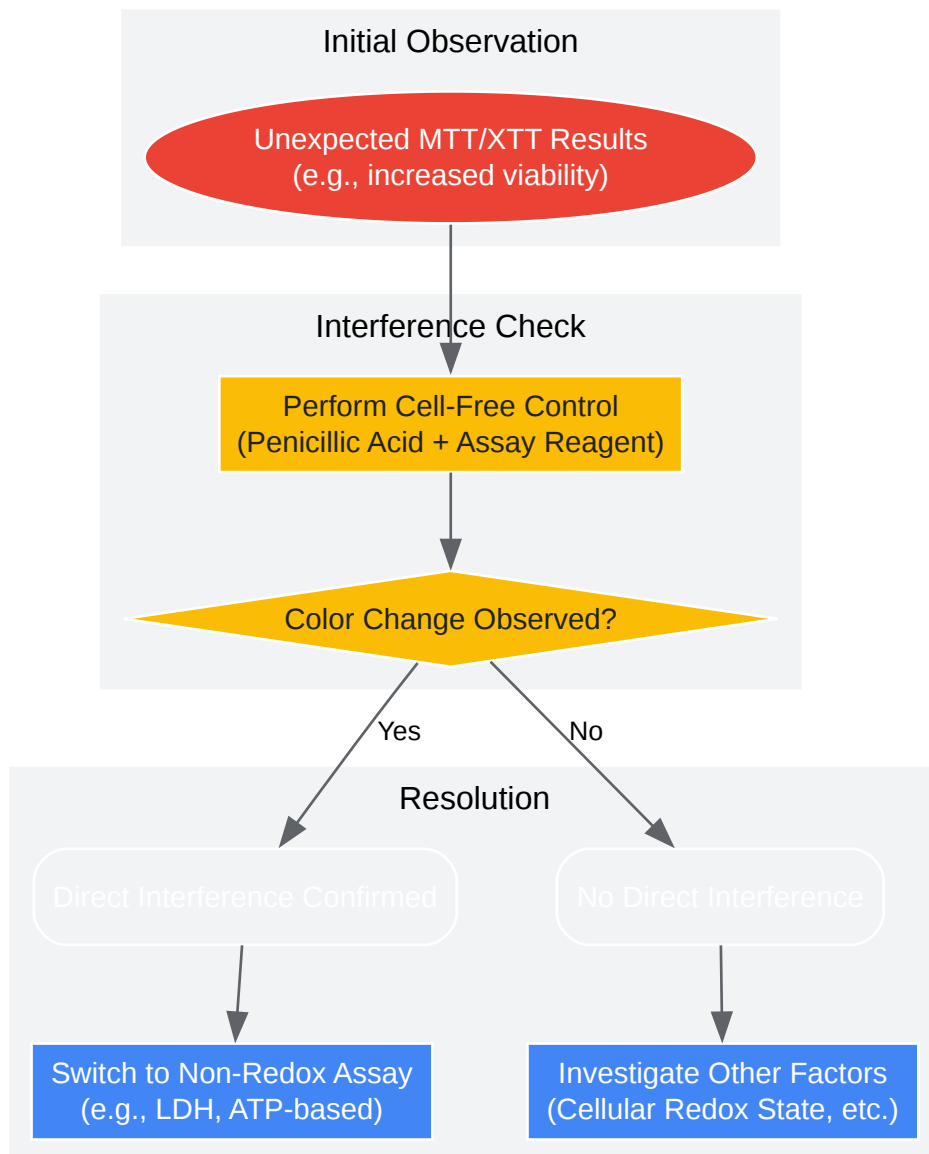 Initial Observation
Unexpected MTT/XTT Results
(e.g., increased viability)
Interference Check
Perform Cell-Free Control
(Penicillic Acid + Assay Reagent)
Color Change Observed?
Yes
No
Resolution
Direct Interference Confirmed
No Direct Interference
Switch to Non-Redox Assay
(e.g., LDH, ATP-based)
Investigate Other Factors
(Cellular Redox State, etc.)